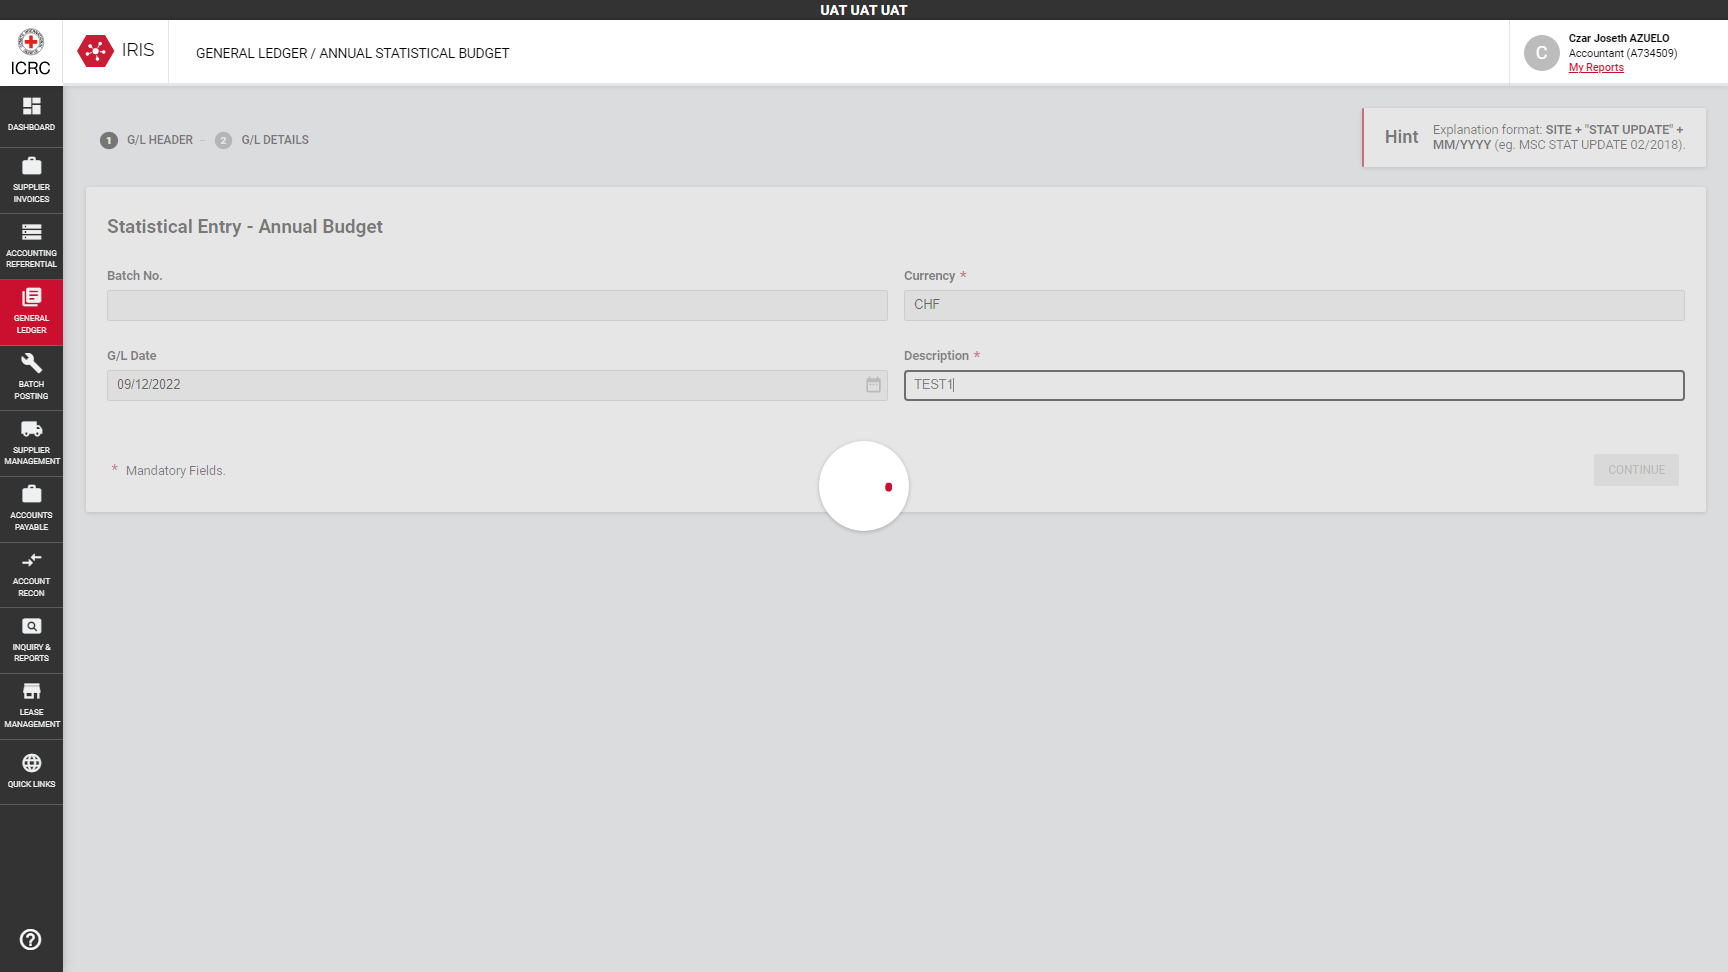 UAT UAT UAT
ICRC
IRIS
GENERAL LEDGER / ANNUAL STATISTICAL BUDGET
C
Czar Joseth AZUELO
Accountant (A734509)
My Reports
DASHBOARD
SUPPLIER
INVOICES
ACCOUNTING
REFERENTIAL
GENERAL
LEDGER
BATCH
POSTING
SUPPLIER
MANAGEMENT
ACCOUNTS
PAYABLE
ACCOUNT
RECON
INQUIRY &
REPORTS
LEASE
MANAGEMENT
QUICK LINKS
1 G/L HEADER - 2 G/L DETAILS
Hint
Explanation format: SITE + "STAT UPDATE" +
MM/YYYY (eg. MSC STAT UPDATE 02/2018).
Statistical Entry - Annual Budget
Batch No.
Currency *
CHF
G/L Date
09/12/2022
Description *
TEST1
* Mandatory Fields.
CONTINUE